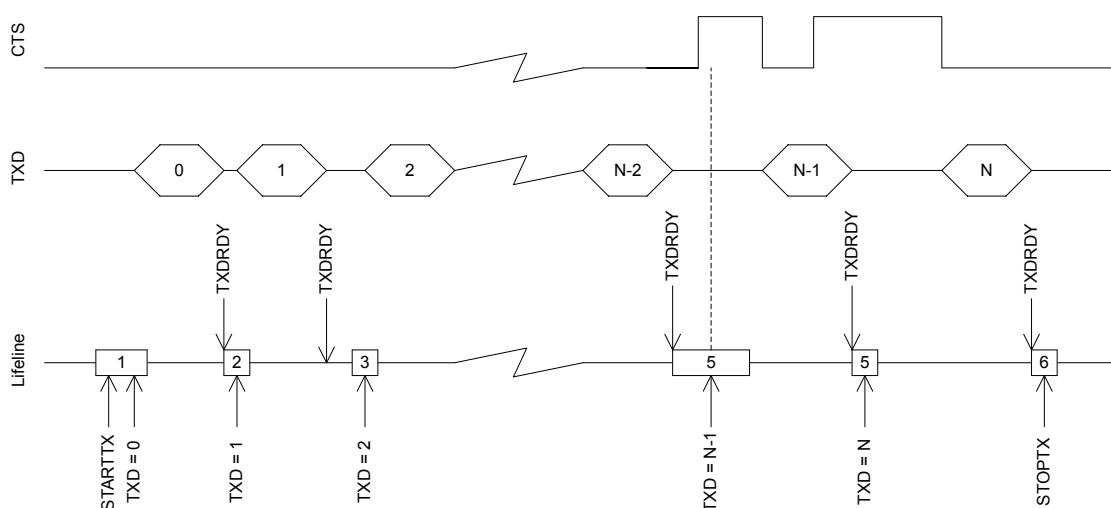 CTS
TXD
0
1
2
N-2
N-1
N
TXDRDY
TXDRDY
TXDRDY
TXDRDY
TXDRDY
Lifeline
1
2
3
5
5
6
STARTTX
TXD = 0
TXD = 1
TXD = 2
TXD = N-1
TXD = N
STOPTX